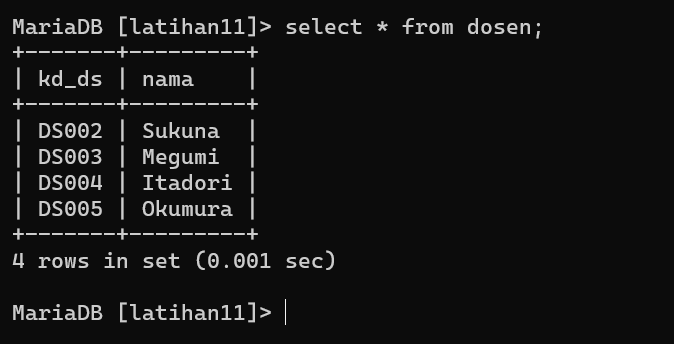 MariaDB [latihan11]> select * from dosen;
+-------+---------+
| kd_ds | nama    |
+-------+---------+
| DS002 | Sukuna  |
| DS003 | Megumi  |
| DS004 | Itadori |
| DS005 | Okumura |
+-------+---------+
4 rows in set (0.001 sec)
MariaDB [latihan11]>